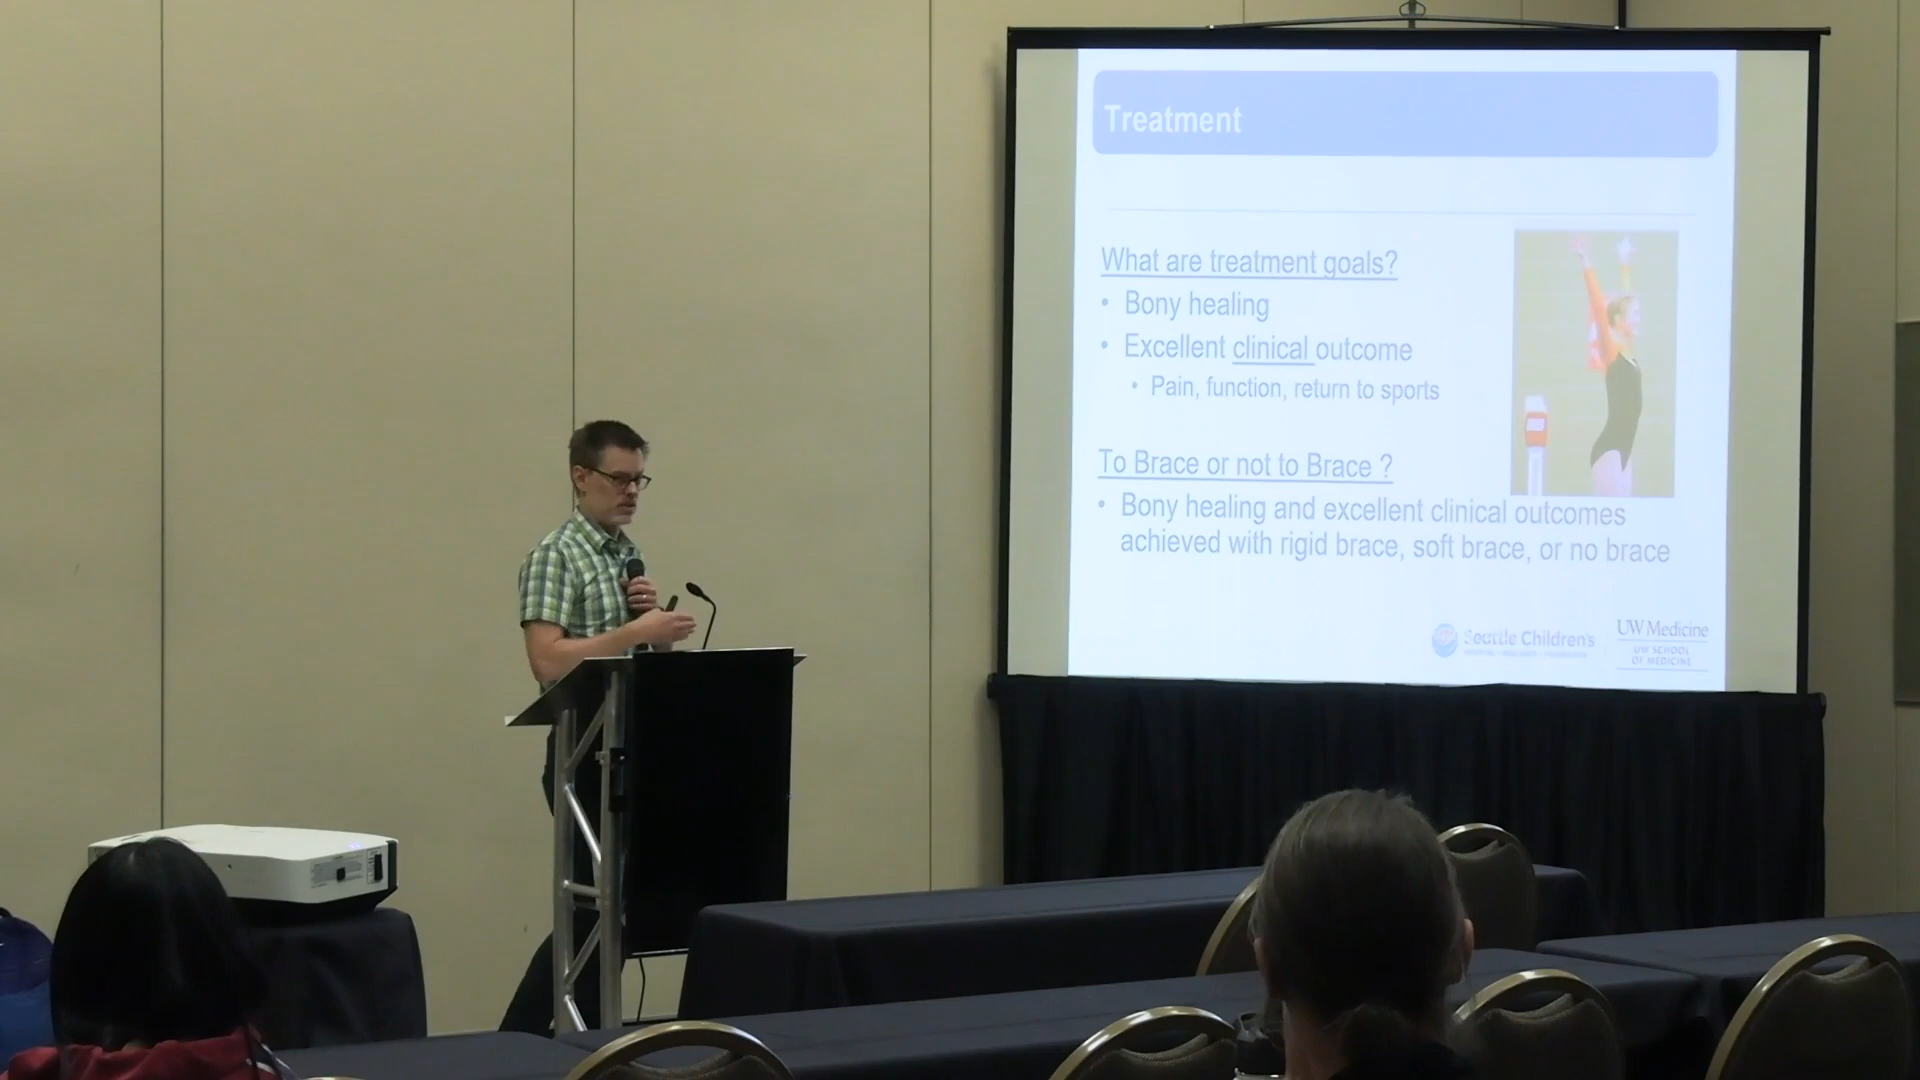 Treatment
What are treatment goals?
• Bony healing
• Excellent clinical outcome
• Pain, function, return to sports
To Brace or not to Brace ?
• Bony healing and excellent clinical outcomes
achieved with rigid brace, soft brace, or no brace
Seattle Children's
UW Medicine
UW SCHOOL
OF MEDICINE